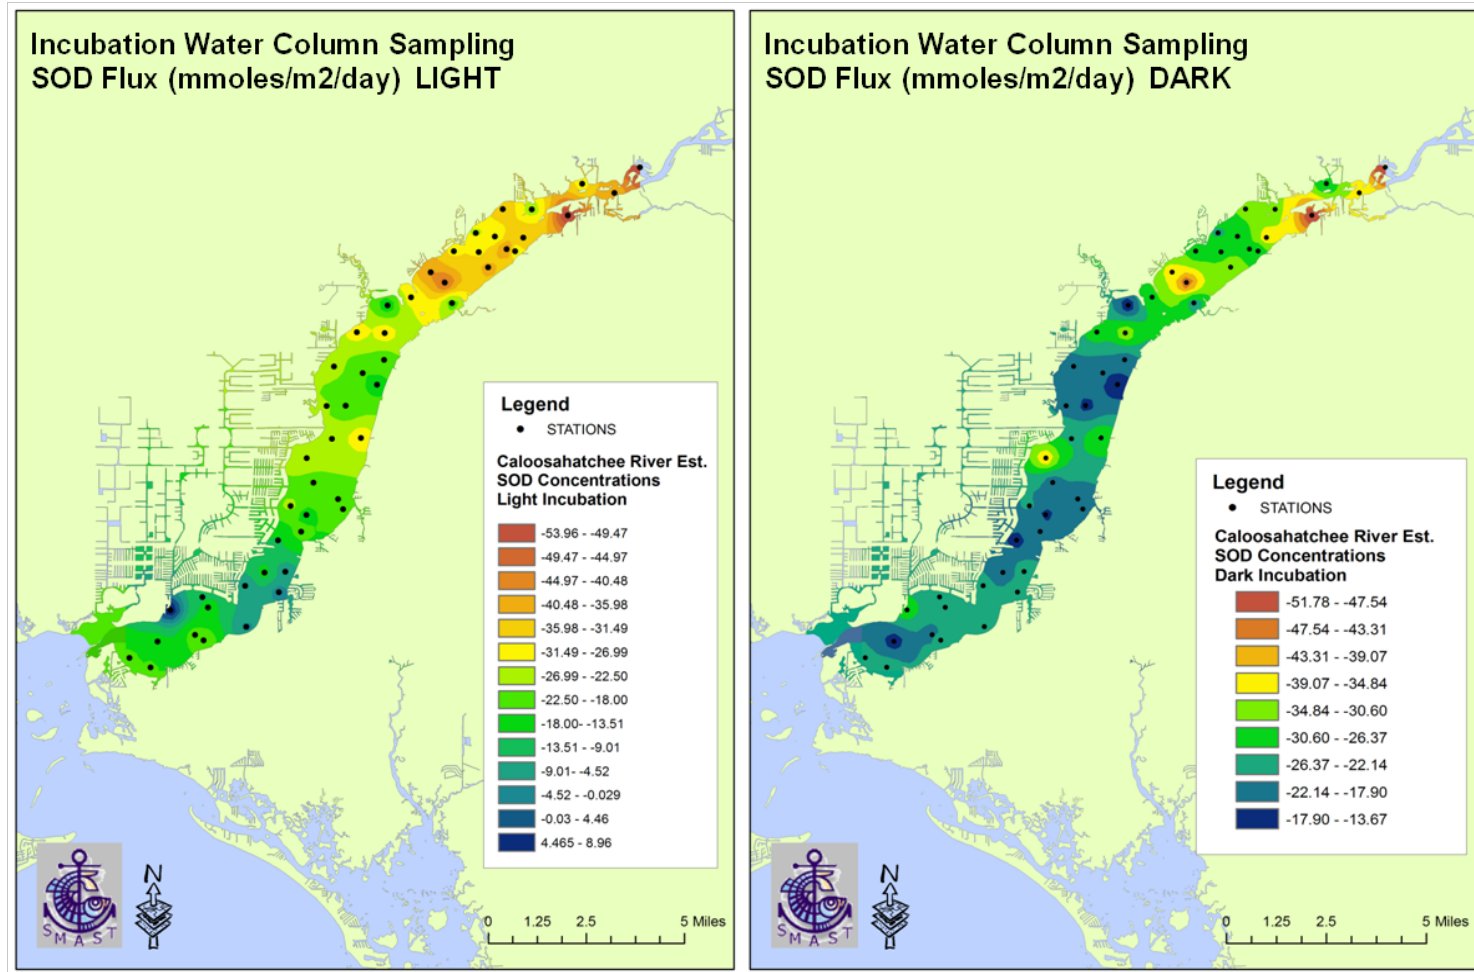 Incubation Water Column Sampling
SOD Flux (mmoles/m2/day) LIGHT
Legend
STATIONS
Caloosahatchee River Est.
SOD Concentrations
Light Incubation
-53.96 - -49.47
-49.47 - -44.97
-44.97 - -40.48
-40.48 - -35.98
-35.98 - -31.49
-31.49 - -26.99
-26.99 - -22.50
-22.50 - -18.00
-18.00- -13.51
-13.51 - -9.01
-9.01- -4.52
-4.52 - -0.029
-0.03 - 4.46
4.465 - 8.96
SMAST
N
0 1.25 2.5 5 Miles
Incubation Water Column Sampling
SOD Flux (mmoles/m2/day) DARK
Legend
STATIONS
Caloosahatchee River Est.
SOD Concentrations
Dark Incubation
-51.78 - -47.54
-47.54 - -43.31
-43.31 - -39.07
-39.07 - -34.84
-34.84 - -30.60
-30.60 - -26.37
-26.37 - -22.14
-22.14 - -17.90
-17.90 - -13.67
SMAST
N
0 1.25 2.5 5 Miles